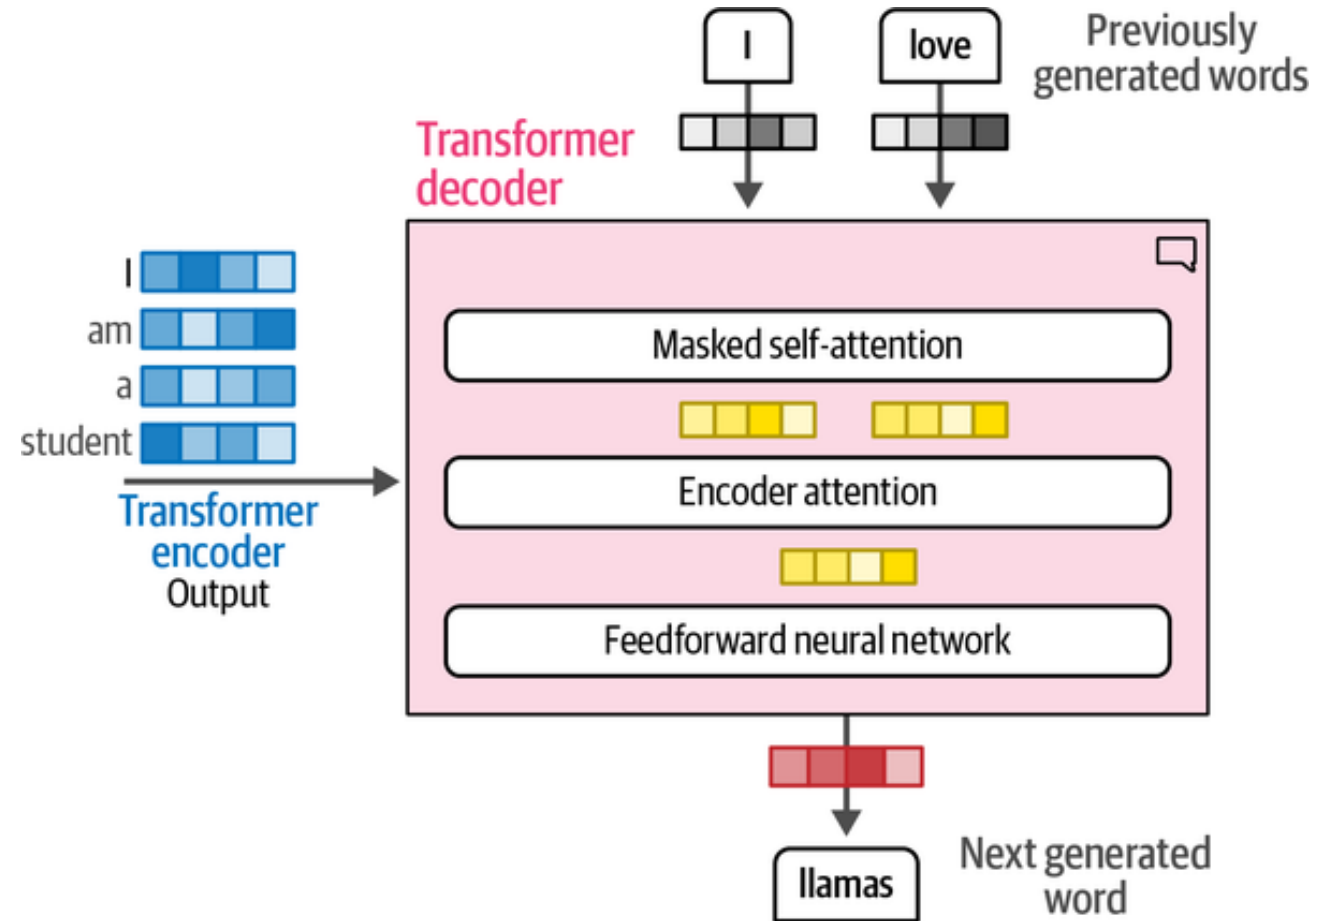 I
love
Previously
generated words
Transformer
decoder
I
am
a
student
Transformer
encoder
Output
Masked self-attention
Encoder attention
Feedforward neural network
llamas
Next generated
word